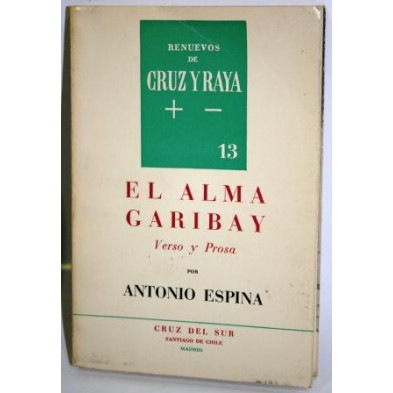 RENUEVOS
DE
CRUZ Y RAYA
+ −
13
EL ALMA
GARIBAY
Verso y Prosa
POR
ANTONIO ESPINA
CRUZ DEL SUR
SANTIAGO DE CHILE
MADRID